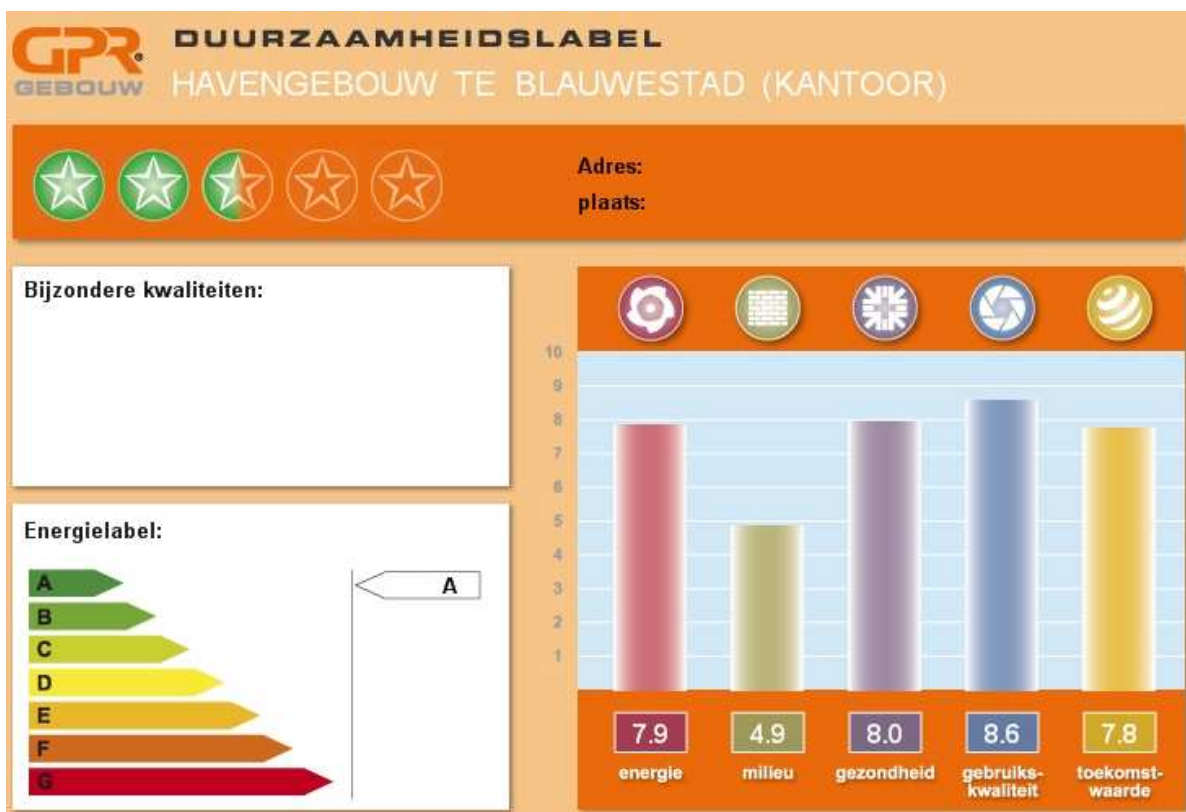 GPR
GEBOUW
DUURZAAMHEIDSLABEL
HAVENGEBOUW TE BLAUWESTAD (KANTOOR)
Adres:
plaats:
Bijzondere kwaliteiten:
Energielabel:
A
A
B
C
D
E
F
G
10
9
8
7
6
5
4
3
2
1
7.9
4.9
8.0
8.6
7.8
energie
milieu
gezondheid
gebruiks-
kwaliteit
toekomst-
waarde